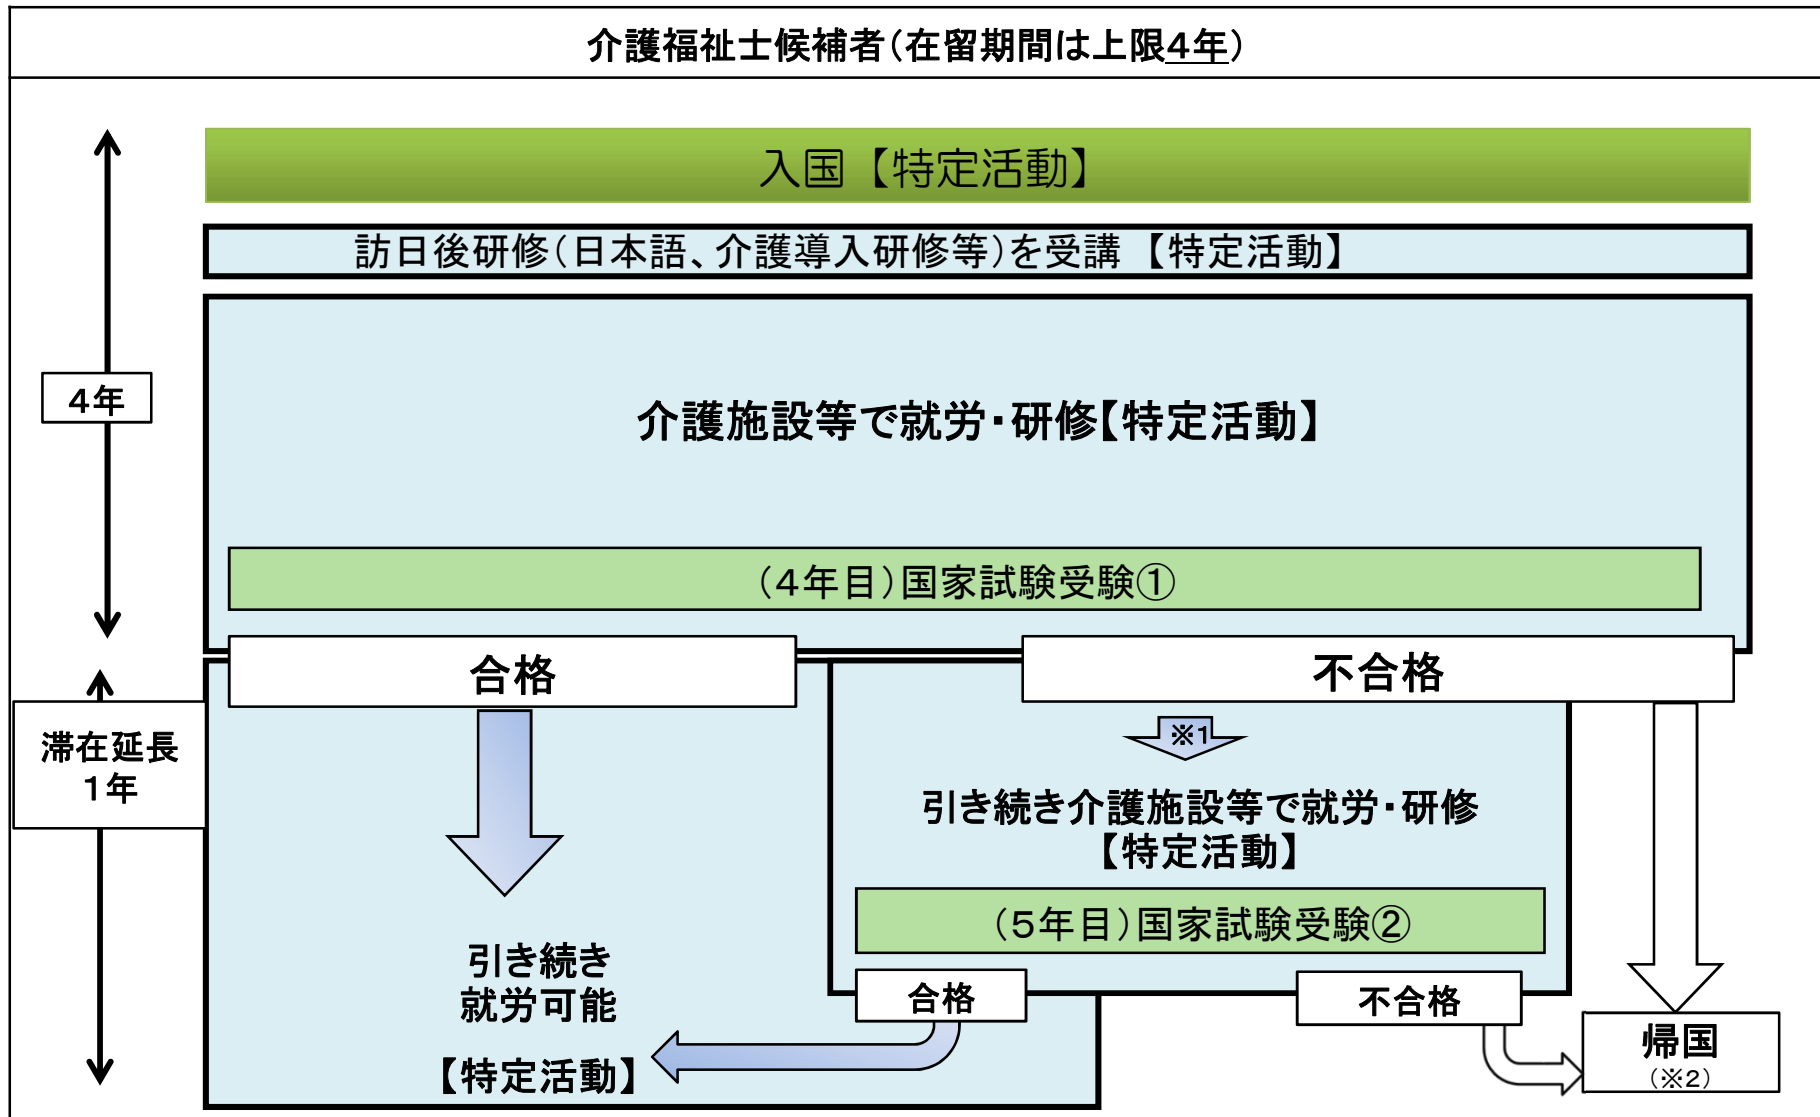 介護福祉士候補者(在留期間は上限4年)
入国【特定活動】
訪日後研修(日本語、介護導入研修等)を受講【特定活動】
4年
介護施設等で就労・研修【特定活動】
(4年目)国家試験受験①
合格
不合格
滞在延長
1年
※1
引き続き介護施設等で就労・研修
【特定活動】
(5年目)国家試験受験②
引き続き
就労可能
【特定活動】
合格
不合格
帰国
(※2)